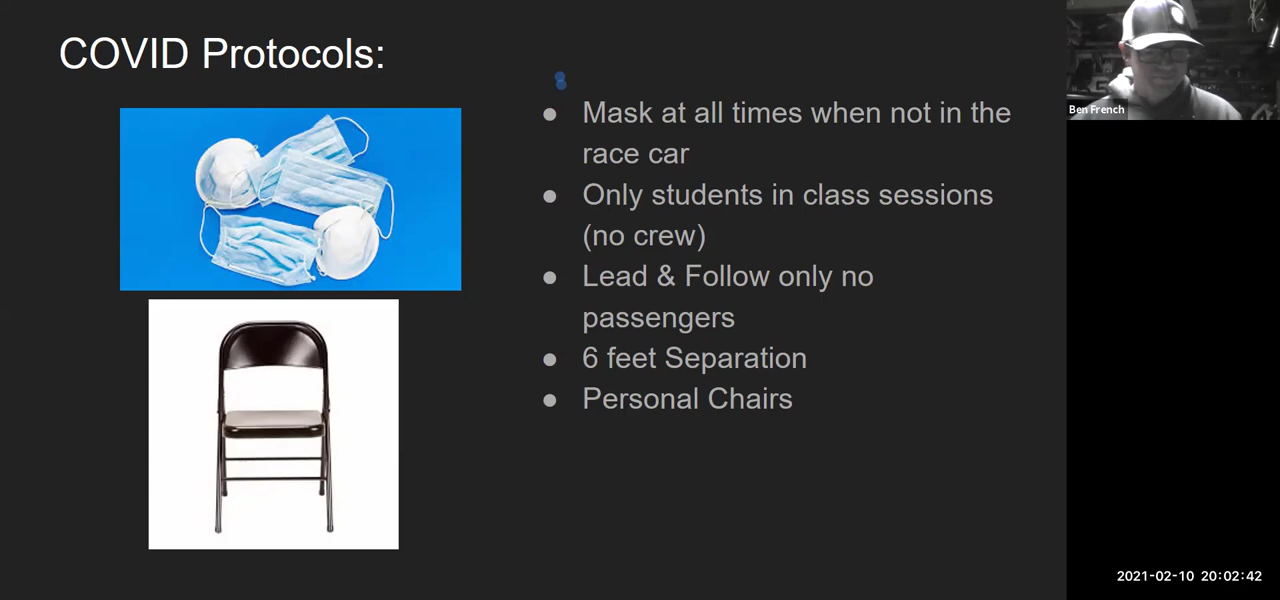 COVID Protocols:
● Mask at all times when not in the
race car
● Only students in class sessions
(no crew)
● Lead & Follow only no
passengers
● 6 feet Separation
● Personal Chairs
Ben French
2021-02-10 20:02:42